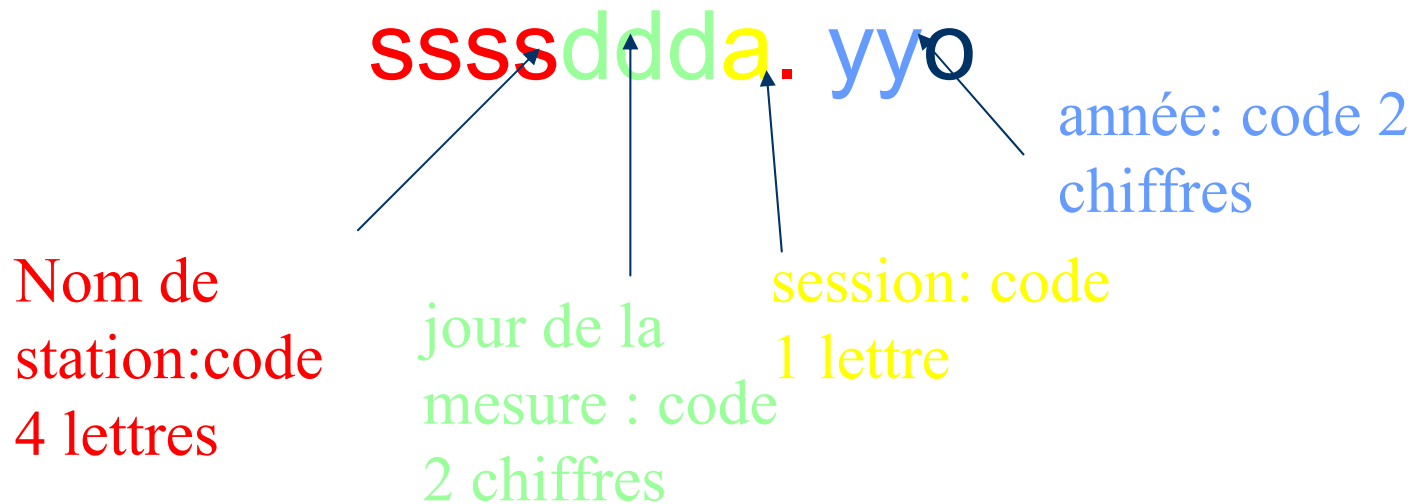 ssssddda. yyo
année: code 2
chiffres
Nom de
station:code
4 lettres
jour de la
mesure : code
2 chiffres
session: code
1 lettre